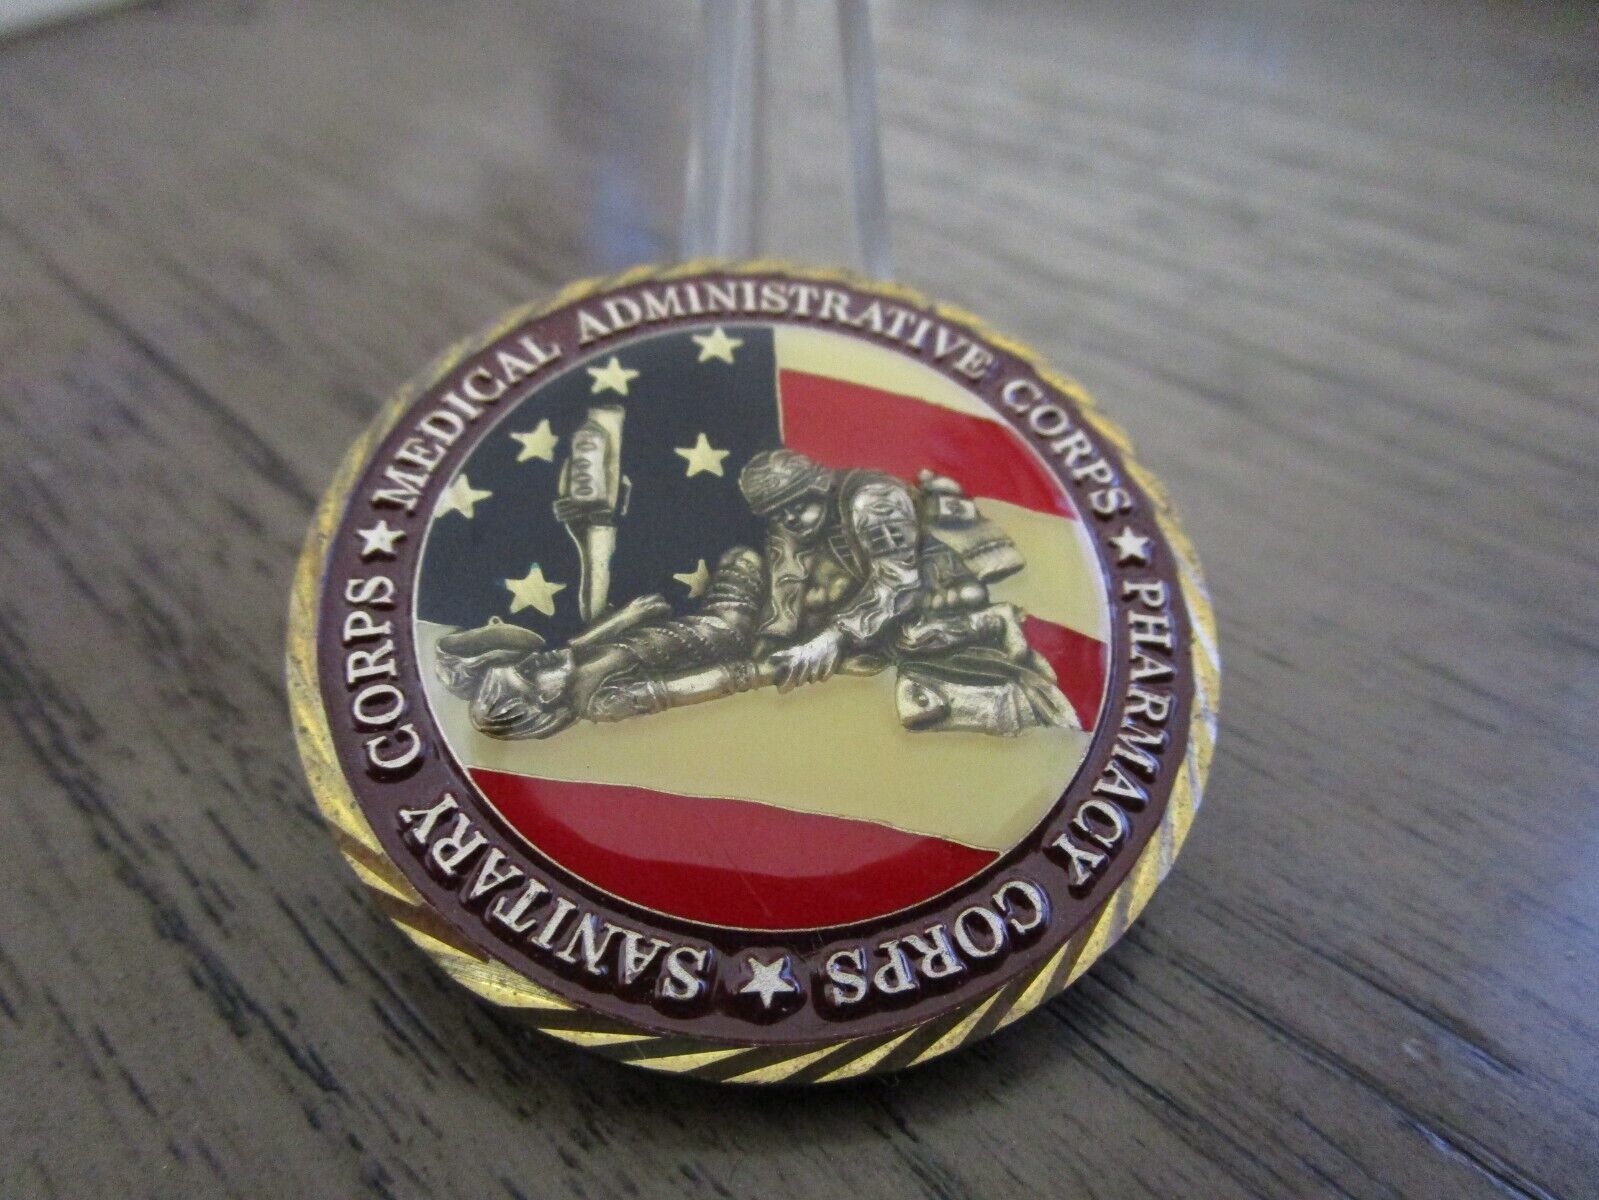 MEDICAL ADMINISTRATIVE CORPS
PHARMACY CORPS
SANITARY CORPS